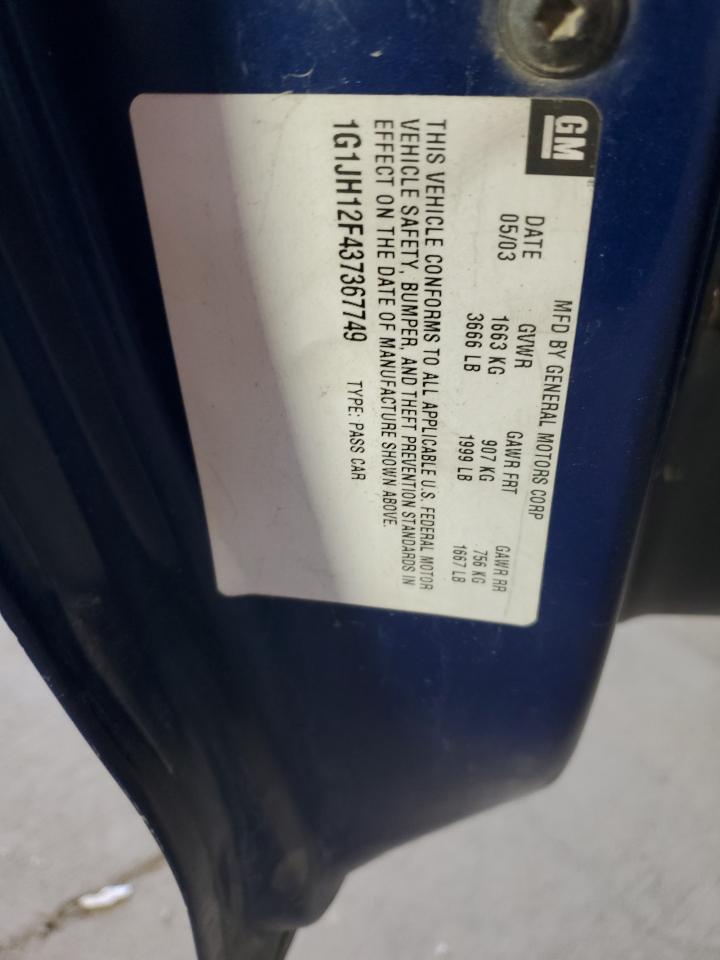 GM
MFD BY GENERAL MOTORS CORP
DATE GVWR GAWR FRT GAWR RR
05/03 1663 KG 907 KG 756 KG
3666 LB 1999 LB 1667 LB
THIS VEHICLE CONFORMS TO ALL APPLICABLE U.S. FEDERAL MOTOR
VEHICLE SAFETY, BUMPER, AND THEFT PREVENTION STANDARDS IN
EFFECT ON THE DATE OF MANUFACTURE SHOWN ABOVE.
1G1JH12F437367749 TYPE: PASS CAR